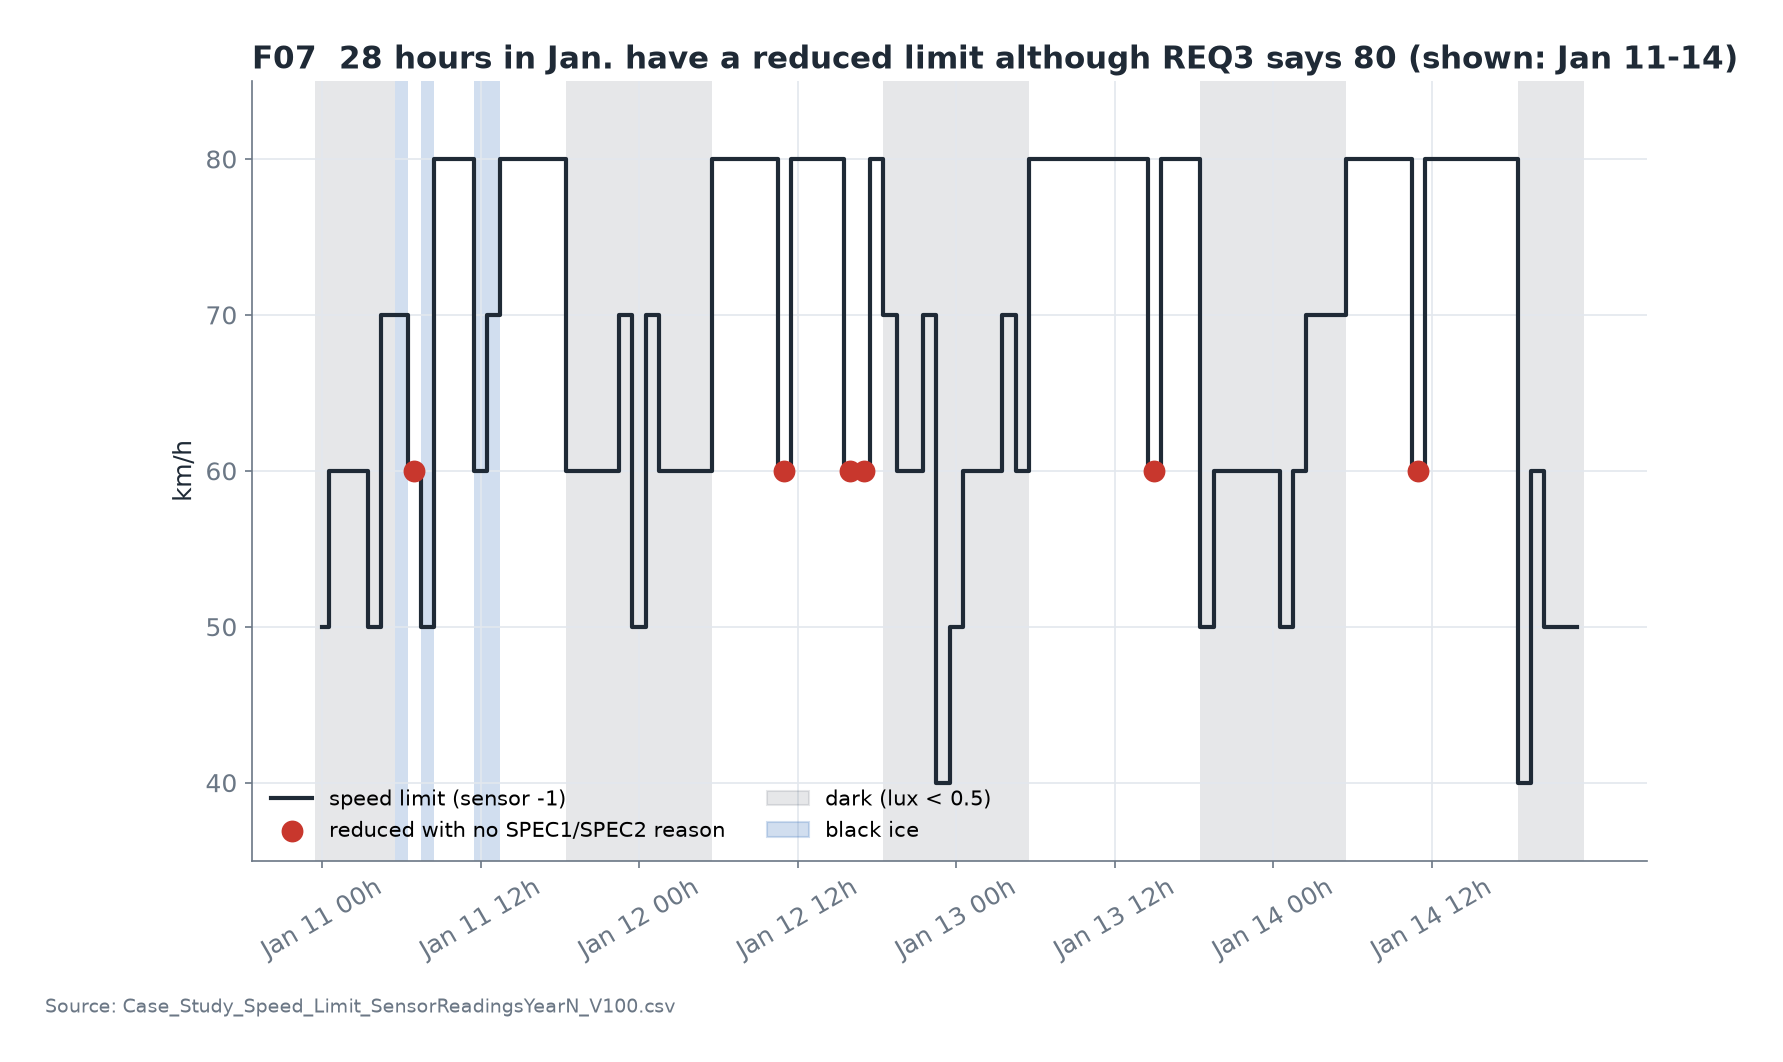 F07  28 hours in Jan. have a reduced limit although REQ3 says 80 (shown: Jan 11-14)
80
70
60
50
40
km/h
speed limit (sensor -1)
reduced with no SPEC1/SPEC2 reason
dark (lux < 0.5)
black ice
Jan 11 00h
Jan 11 12h
Jan 12 00h
Jan 12 12h
Jan 13 00h
Jan 13 12h
Jan 14 00h
Jan 14 12h
Source: Case_Study_Speed_Limit_SensorReadingsYearN_V100.csv